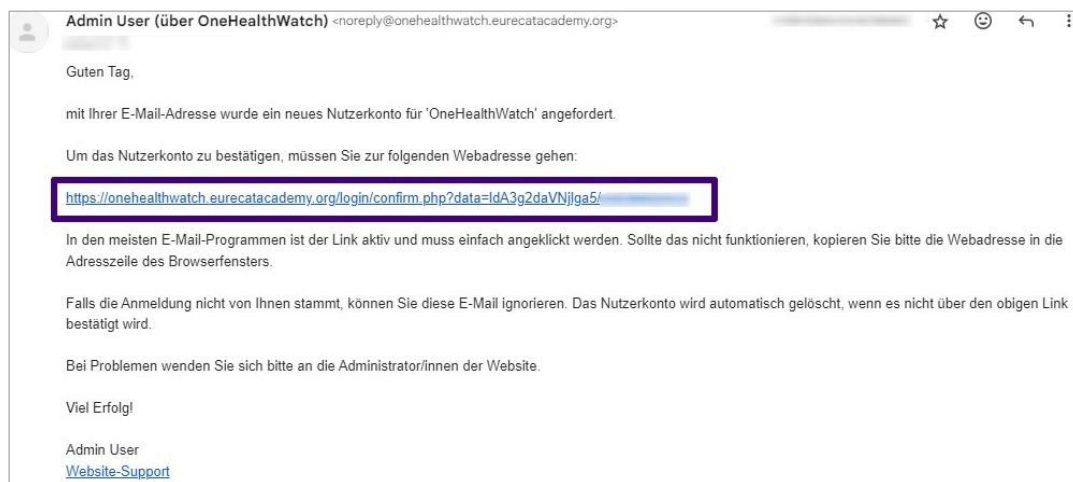 Admin User (über OneHealthWatch) <noreply@onehealthwatch.eurecatacademy.org>
Guten Tag,
mit Ihrer E-Mail-Adresse wurde ein neues Nutzerkonto für 'OneHealthWatch' angefordert.
Um das Nutzerkonto zu bestätigen, müssen Sie zur folgenden Webadresse gehen:
https://onehealthwatch.eurecatacademy.org/login/confirm.php?data=IdA3g2daVNjlga5/
In den meisten E-Mail-Programmen ist der Link aktiv und muss einfach angeklickt werden. Sollte das nicht funktionieren, kopieren Sie bitte die Webadresse in die
Adresszeile des Browserfensters.
Falls die Anmeldung nicht von Ihnen stammt, können Sie diese E-Mail ignorieren. Das Nutzerkonto wird automatisch gelöscht, wenn es nicht über den obigen Link
bestätigt wird.
Bei Problemen wenden Sie sich bitte an die Administrator/innen der Website.
Viel Erfolg!
Admin User
Website-Support